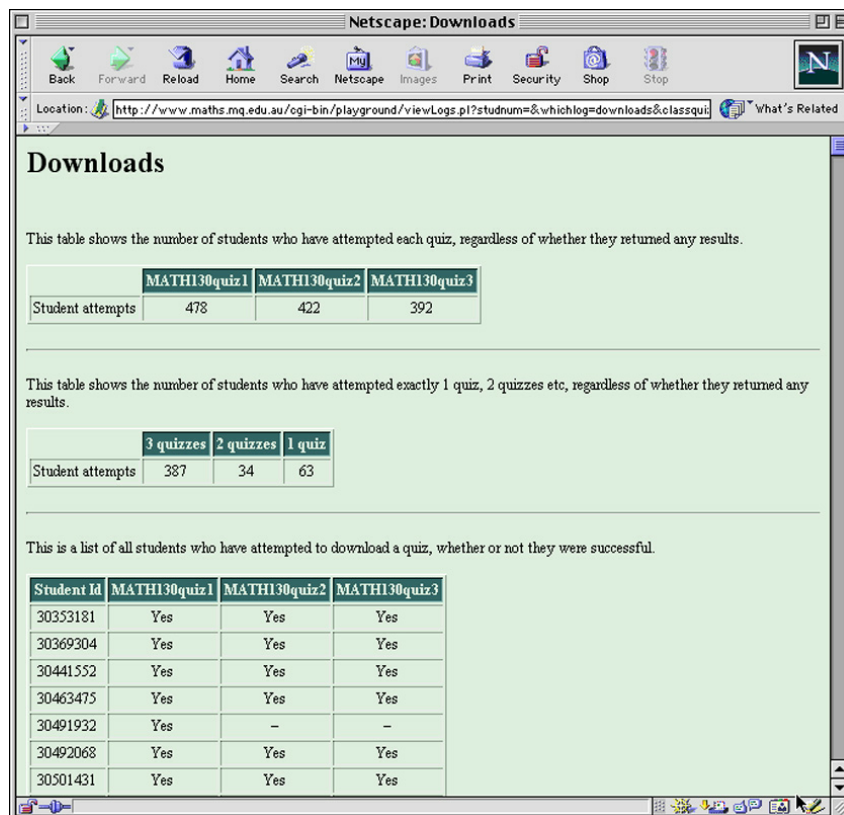 Netscape: Downloads
Back Forward Reload Home Search Netscape Images Print Security Shop Stop
Location: http://www.maths.mq.edu.au/cgi-bin/playground/viewLogs.pl?studnum=&whichlog=downloads&classqui What's Related
Downloads
This table shows the number of students who have attempted each quiz, regardless of whether they returned any results.
MATH130quiz1 MATH130quiz2 MATH130quiz3
Student attempts 478 422 392
This table shows the number of students who have attempted exactly 1 quiz, 2 quizzes etc, regardless of whether they returned any
results.
3 quizzes 2 quizzes 1 quiz
Student attempts 387 34 63
This is a list of all students who have attempted to download a quiz, whether or not they were successful.
Student Id MATH130quiz1 MATH130quiz2 MATH130quiz3
30353181 Yes Yes Yes
30369304 Yes Yes Yes
30441552 Yes Yes Yes
30463475 Yes Yes Yes
30491932 Yes – –
30492068 Yes Yes Yes
30501431 Yes Yes Yes